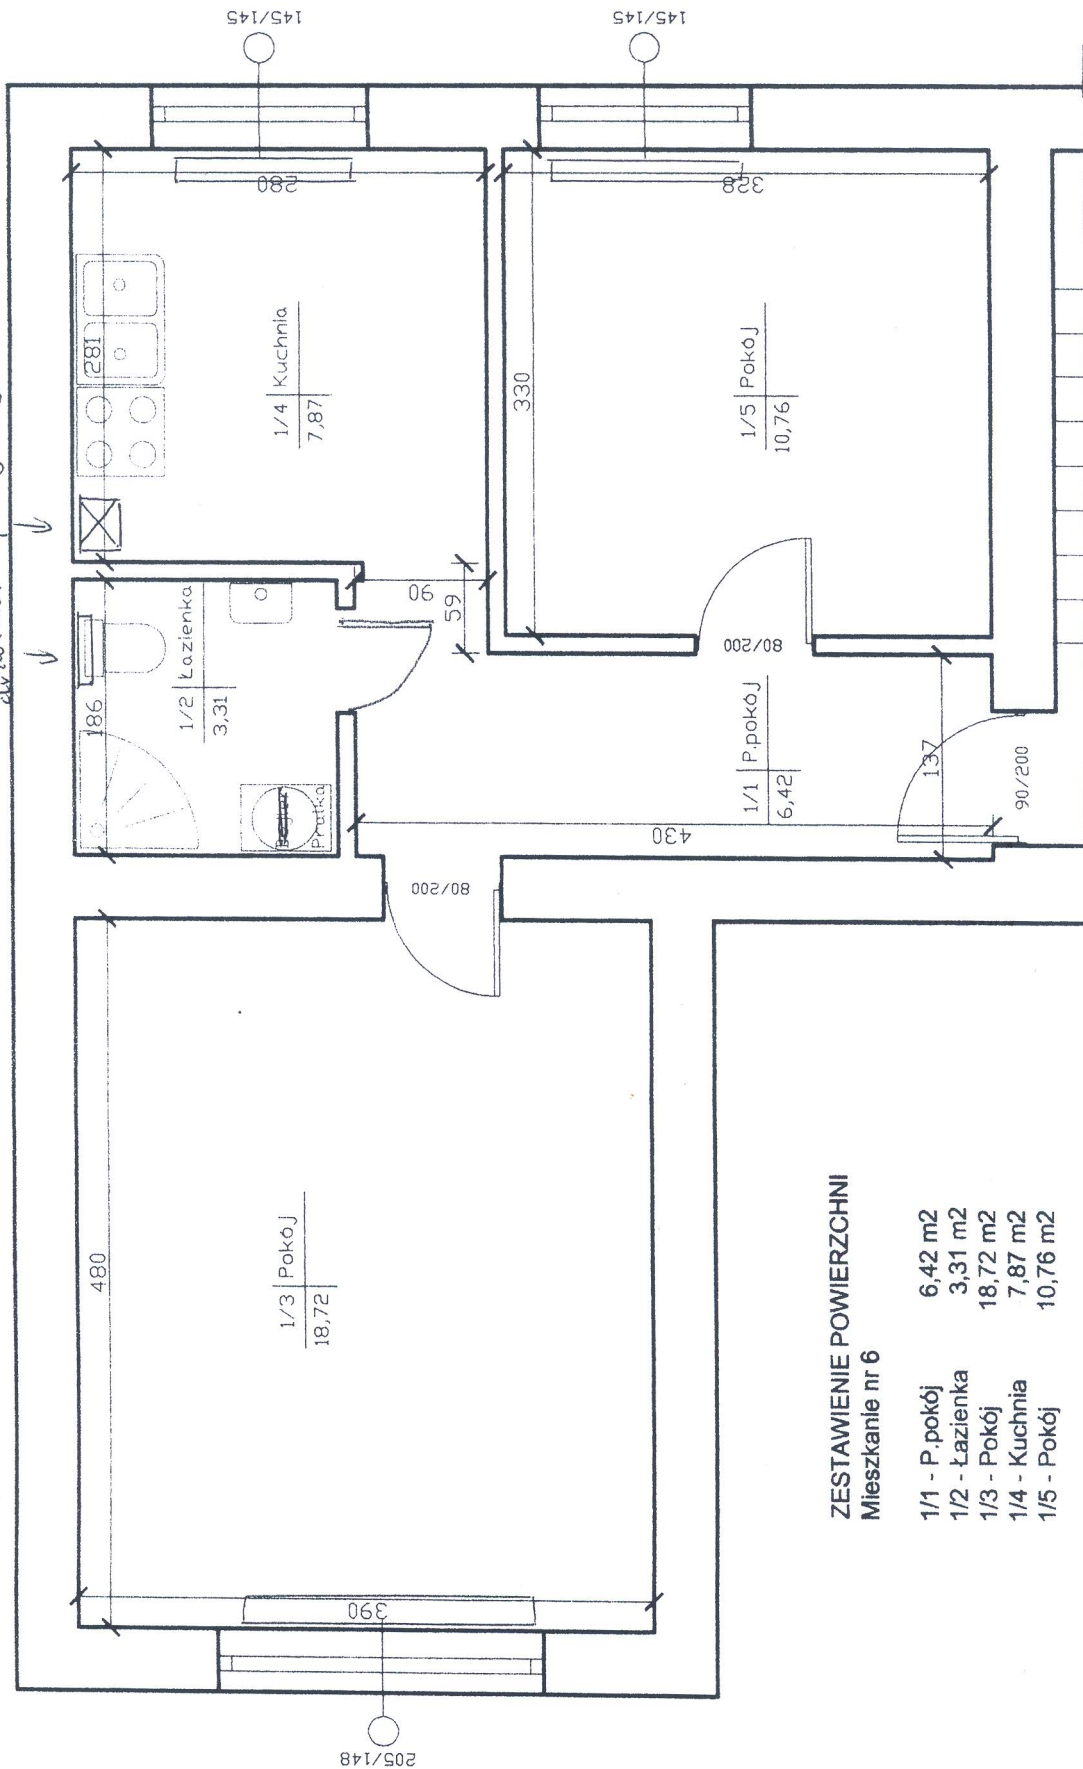 145/145
145/145
280
281
1/4 Kuchnia
7,87
328
330
1/5 Pokój
10,76
90
59
80/200
186
1/2 Łazienka
3,31
Pralka
1/1 P.pokój
6,42
137
90/200
430
80/200
480
1/3 Pokój
18,72
390
205/148
ZESTAWIENIE POWIERZCHNI
Mieszkanie nr 6
1/1 - P.pokój 6,42 m2
1/2 - Łazienka 3,31 m2
1/3 - Pokój 18,72 m2
1/4 - Kuchnia 7,87 m2
1/5 - Pokój 10,76 m2